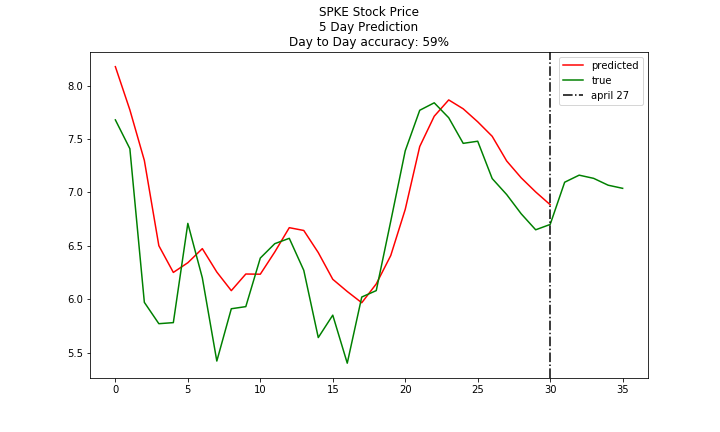 SPKE Stock Price
5 Day Prediction
Day to Day accuracy: 59%
predicted
true
april 27
8.0
7.5
7.0
6.5
6.0
5.5
0 5 10 15 20 25 30 35